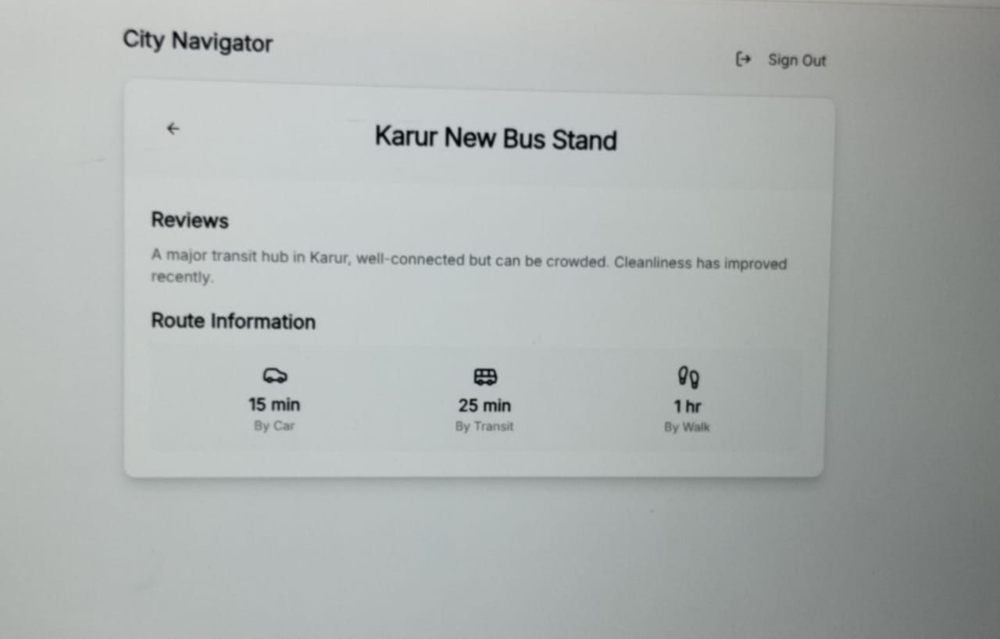 City Navigator
Sign Out
Karur New Bus Stand
Reviews
A major transit hub in Karur, well-connected but can be crowded. Cleanliness has improved
recently.
Route Information
15 min
By Car
25 min
By Transit
1 hr
By Walk